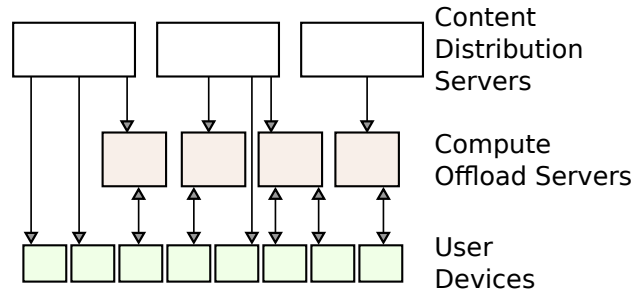 Content
Distribution
Servers
Compute
Offload Servers
User
Devices